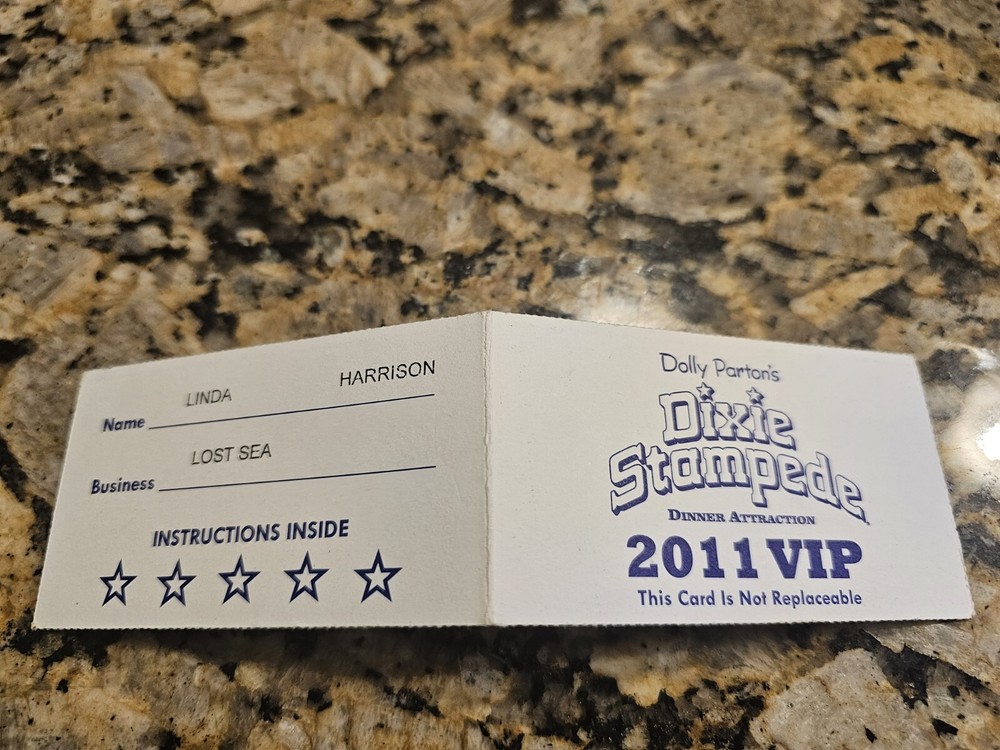 Name LINDA HARRISON
Business LOST SEA
INSTRUCTIONS INSIDE
Dolly Parton's
Dixie
Stampede
DINNER ATTRACTION
2011 VIP
This Card Is Not Replaceable